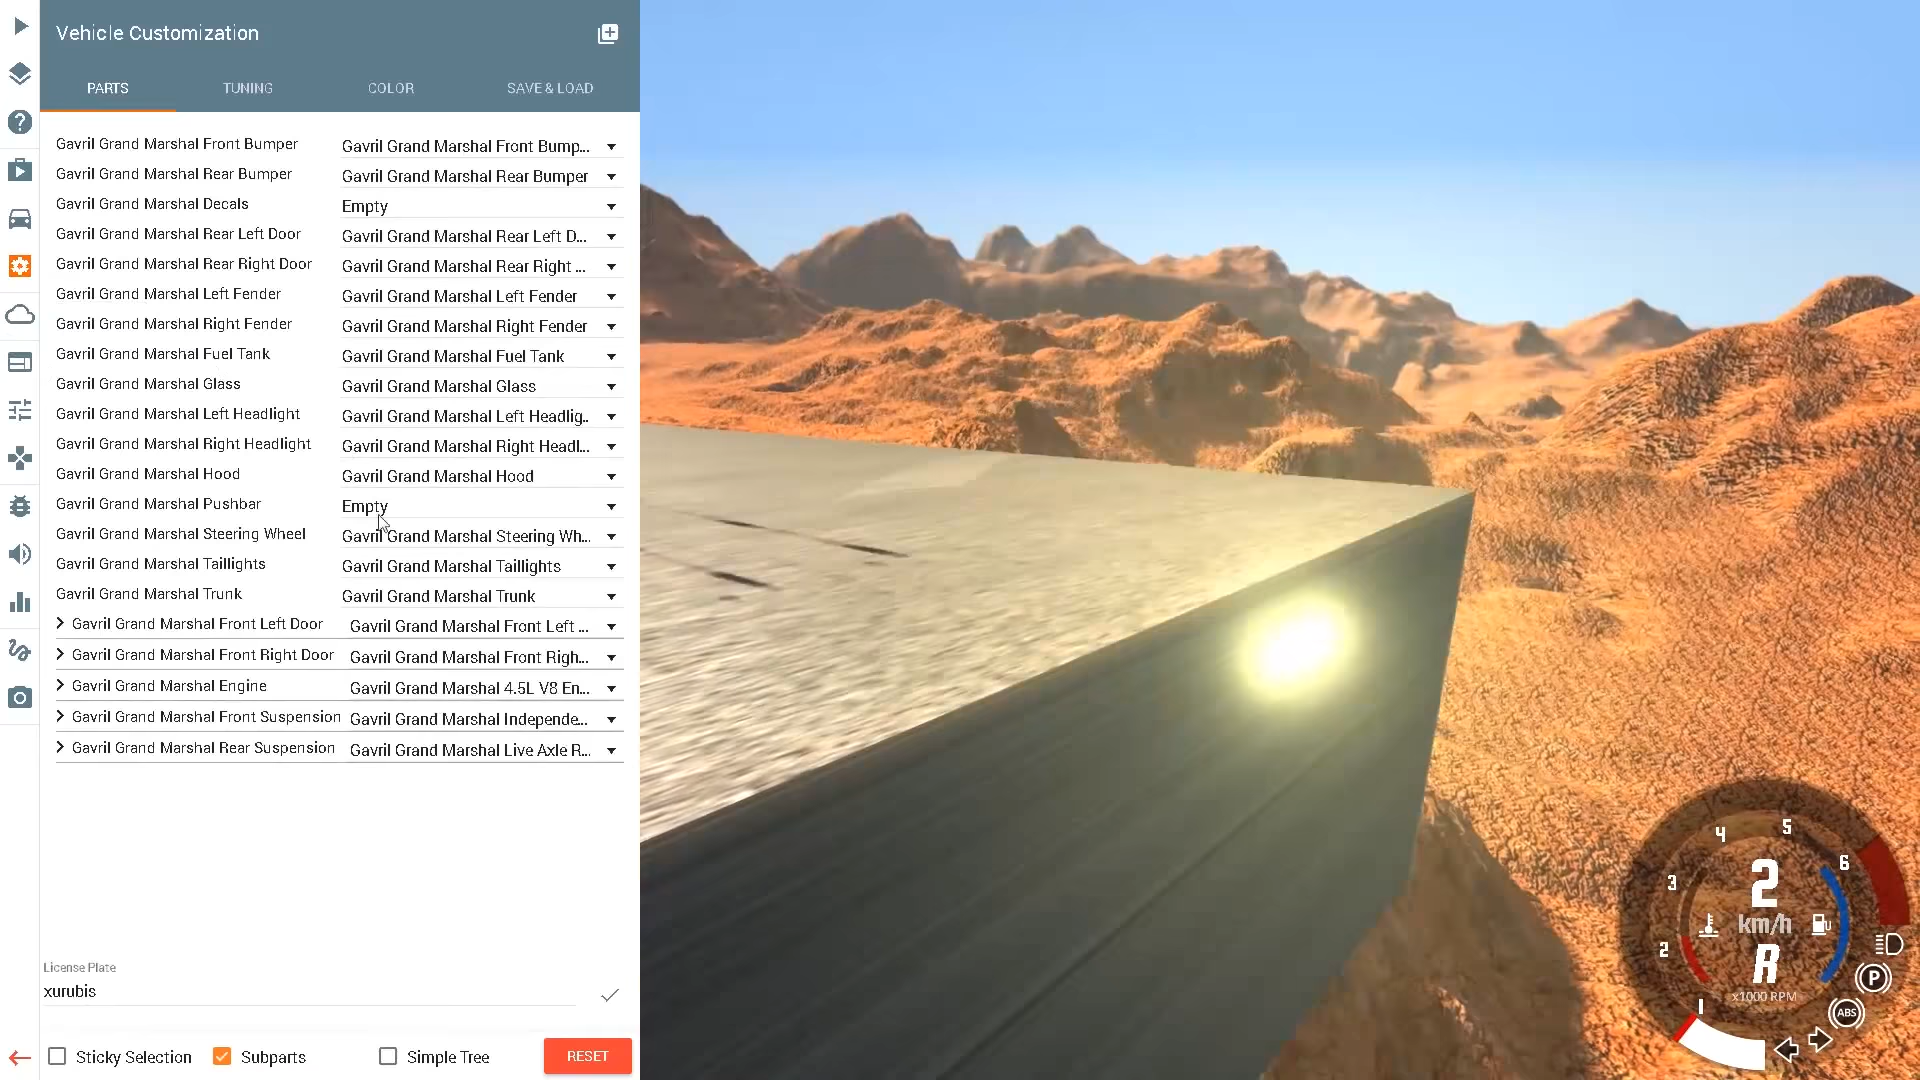 Vehicle Customization
PARTS TUNING COLOR SAVE & LOAD
Gavril Grand Marshal Front Bumper Gavril Grand Marshal Front Bump...
Gavril Grand Marshal Rear Bumper Gavril Grand Marshal Rear Bumper
Gavril Grand Marshal Decals Empty
Gavril Grand Marshal Rear Left Door Gavril Grand Marshal Rear Left D...
Gavril Grand Marshal Rear Right Door Gavril Grand Marshal Rear Right ...
Gavril Grand Marshal Left Fender Gavril Grand Marshal Left Fender
Gavril Grand Marshal Right Fender Gavril Grand Marshal Right Fender
Gavril Grand Marshal Fuel Tank Gavril Grand Marshal Fuel Tank
Gavril Grand Marshal Glass Gavril Grand Marshal Glass
Gavril Grand Marshal Left Headlight Gavril Grand Marshal Left Headlig...
Gavril Grand Marshal Right Headlight Gavril Grand Marshal Right Headl...
Gavril Grand Marshal Hood Gavril Grand Marshal Hood
Gavril Grand Marshal Pushbar Empty
Gavril Grand Marshal Steering Wheel Gavril Grand Marshal Steering Wh...
Gavril Grand Marshal Taillights Gavril Grand Marshal Taillights
Gavril Grand Marshal Trunk Gavril Grand Marshal Trunk
Gavril Grand Marshal Front Left Door Gavril Grand Marshal Front Left ...
Gavril Grand Marshal Front Right Door Gavril Grand Marshal Front Righ...
Gavril Grand Marshal Engine Gavril Grand Marshal 4.5L V8 En...
Gavril Grand Marshal Front Suspension Gavril Grand Marshal Independe...
Gavril Grand Marshal Rear Suspension Gavril Grand Marshal Live Axle R...
License Plate
xurubis
Sticky Selection Subparts Simple Tree RESET
1 2 3 4 5 6
2
km/h
R
x1000 RPM
P
ABS